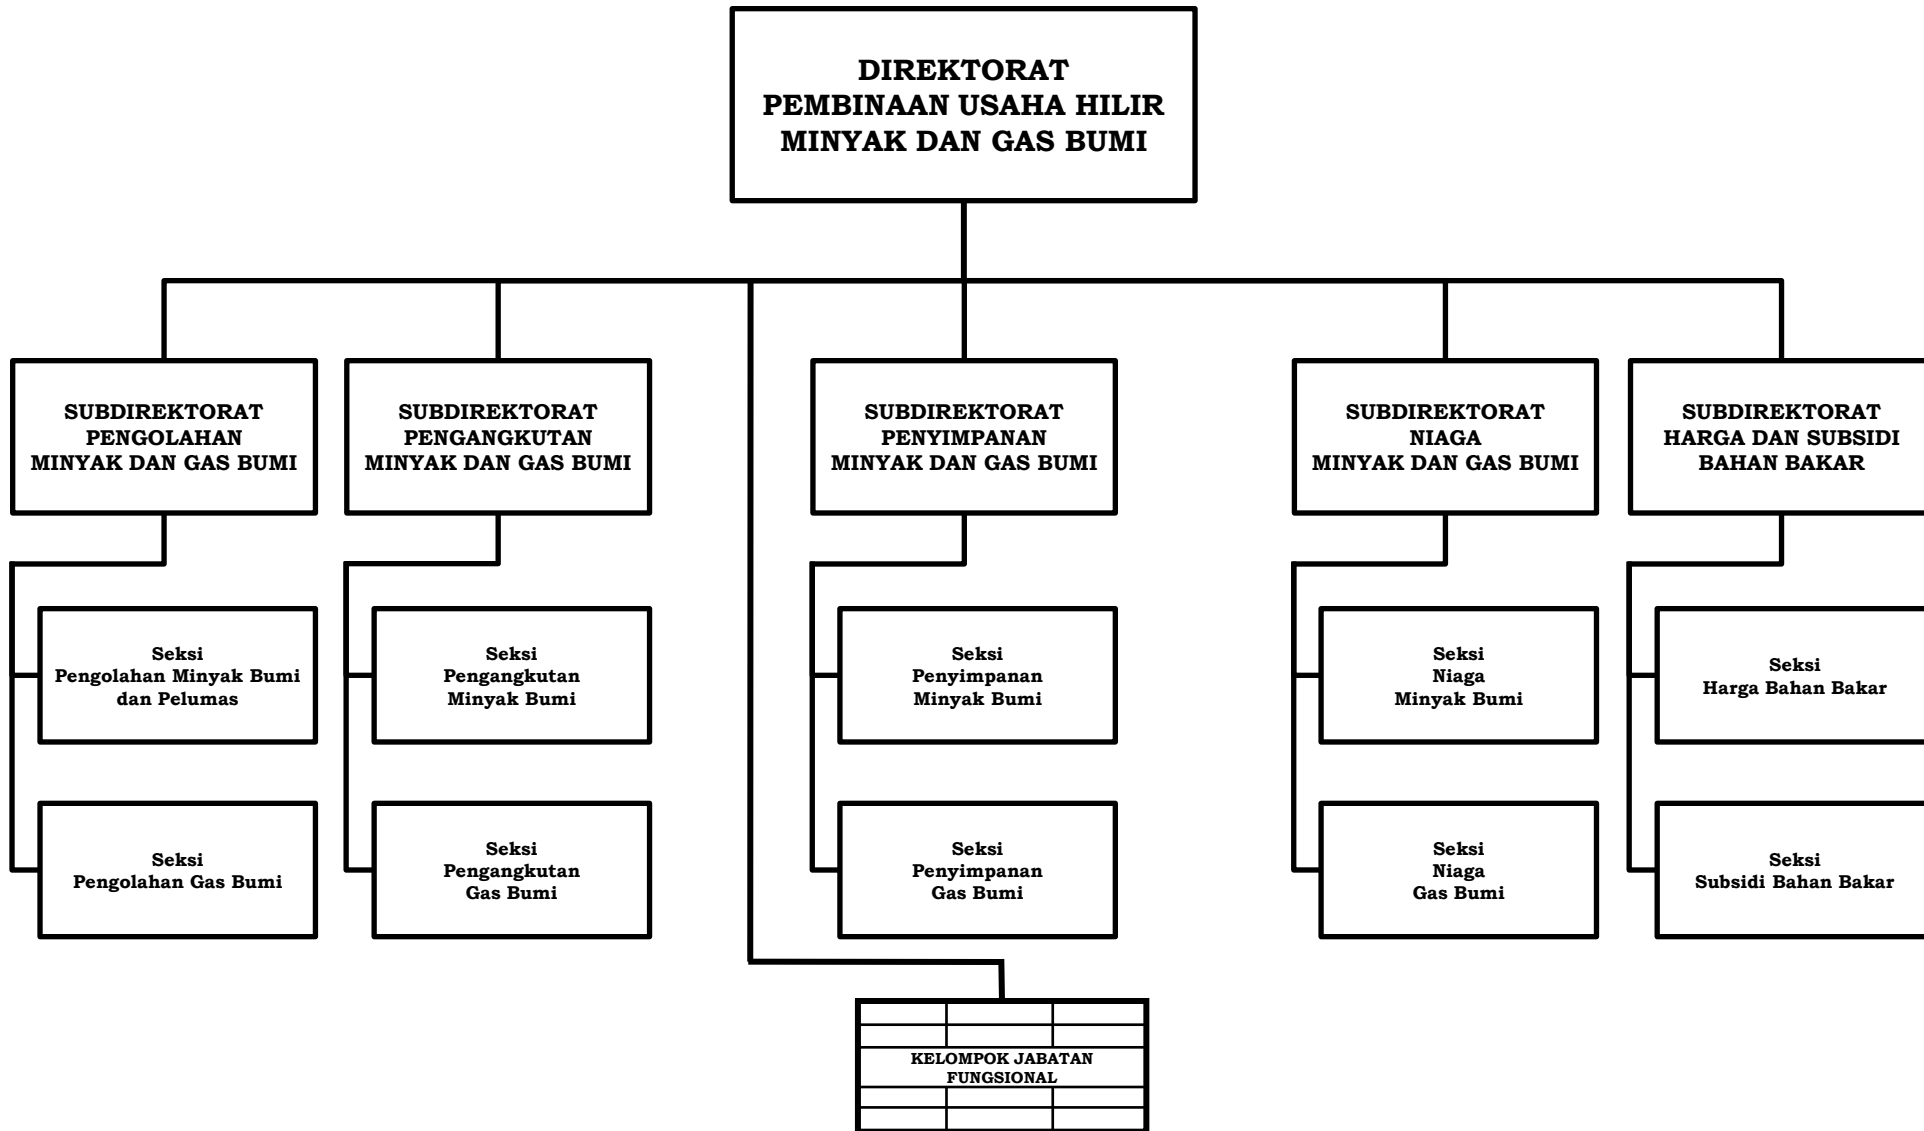 DIREKTORAT
PEMBINAAN USAHA HILIR
MINYAK DAN GAS BUMI
SUBDIREKTORAT
PENGOLAHAN
MINYAK DAN GAS BUMI
SUBDIREKTORAT
PENGANGKUTAN
MINYAK DAN GAS BUMI
SUBDIREKTORAT
PENYIMPANAN
MINYAK DAN GAS BUMI
SUBDIREKTORAT
NIAGA
MINYAK DAN GAS BUMI
SUBDIREKTORAT
HARGA DAN SUBSIDI
BAHAN BAKAR
Seksi
Pengolahan Minyak Bumi
dan Pelumas
Seksi
Pengangkutan
Minyak Bumi
Seksi
Penyimpanan
Minyak Bumi
Seksi
Niaga
Minyak Bumi
Seksi
Harga Bahan Bakar
Seksi
Pengolahan Gas Bumi
Seksi
Pengangkutan
Gas Bumi
Seksi
Penyimpanan
Gas Bumi
Seksi
Niaga
Gas Bumi
Seksi
Subsidi Bahan Bakar
KELOMPOK JABATAN
FUNGSIONAL